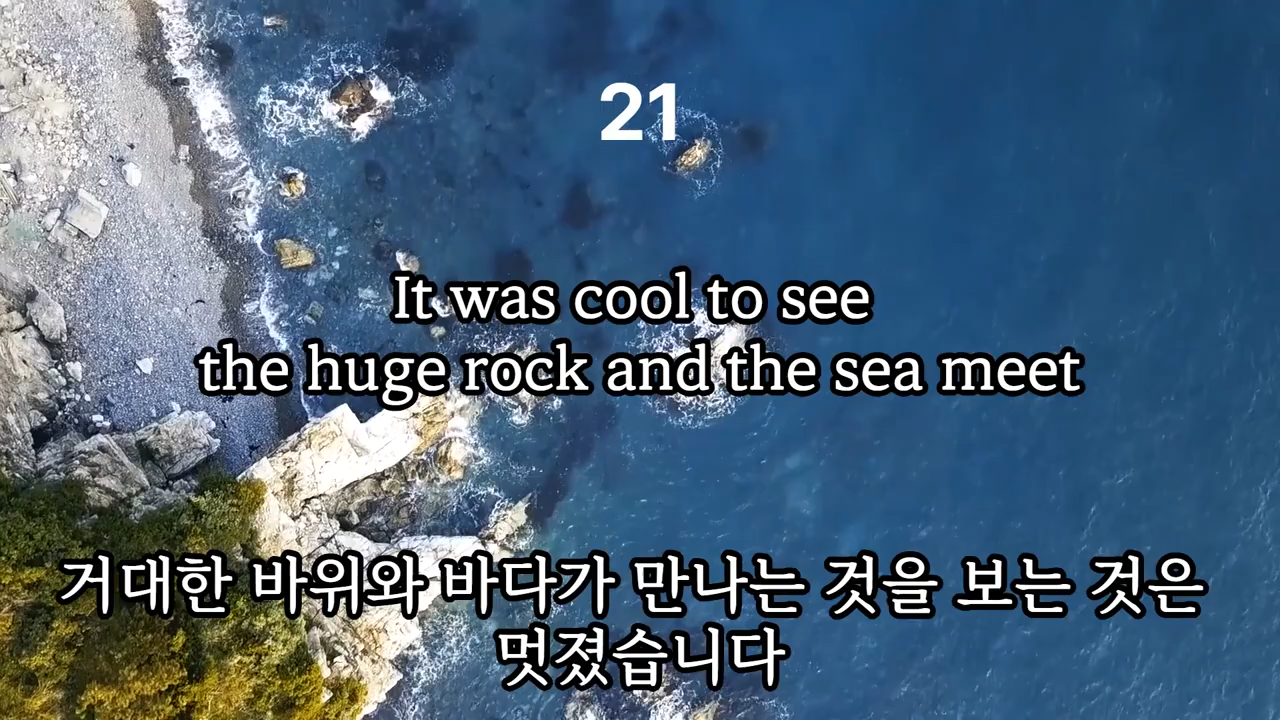 21
It was cool to see
the huge rock and the sea meet
거대한 바위와 바다가 만나는 것을 보는 것은
멋졌습니다